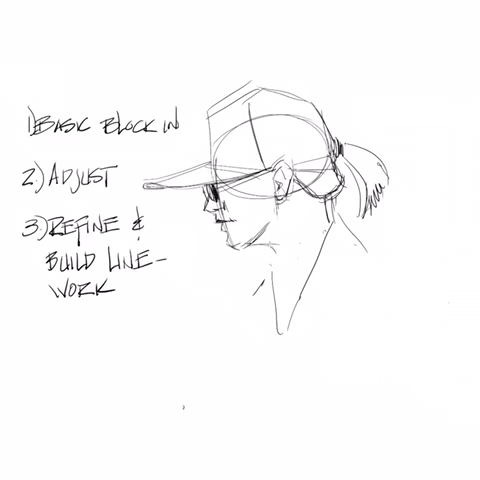 1) BASIC BLOCK IN
2.) ADJUST
3.) REFINE &
BUILD LINE-
WORK